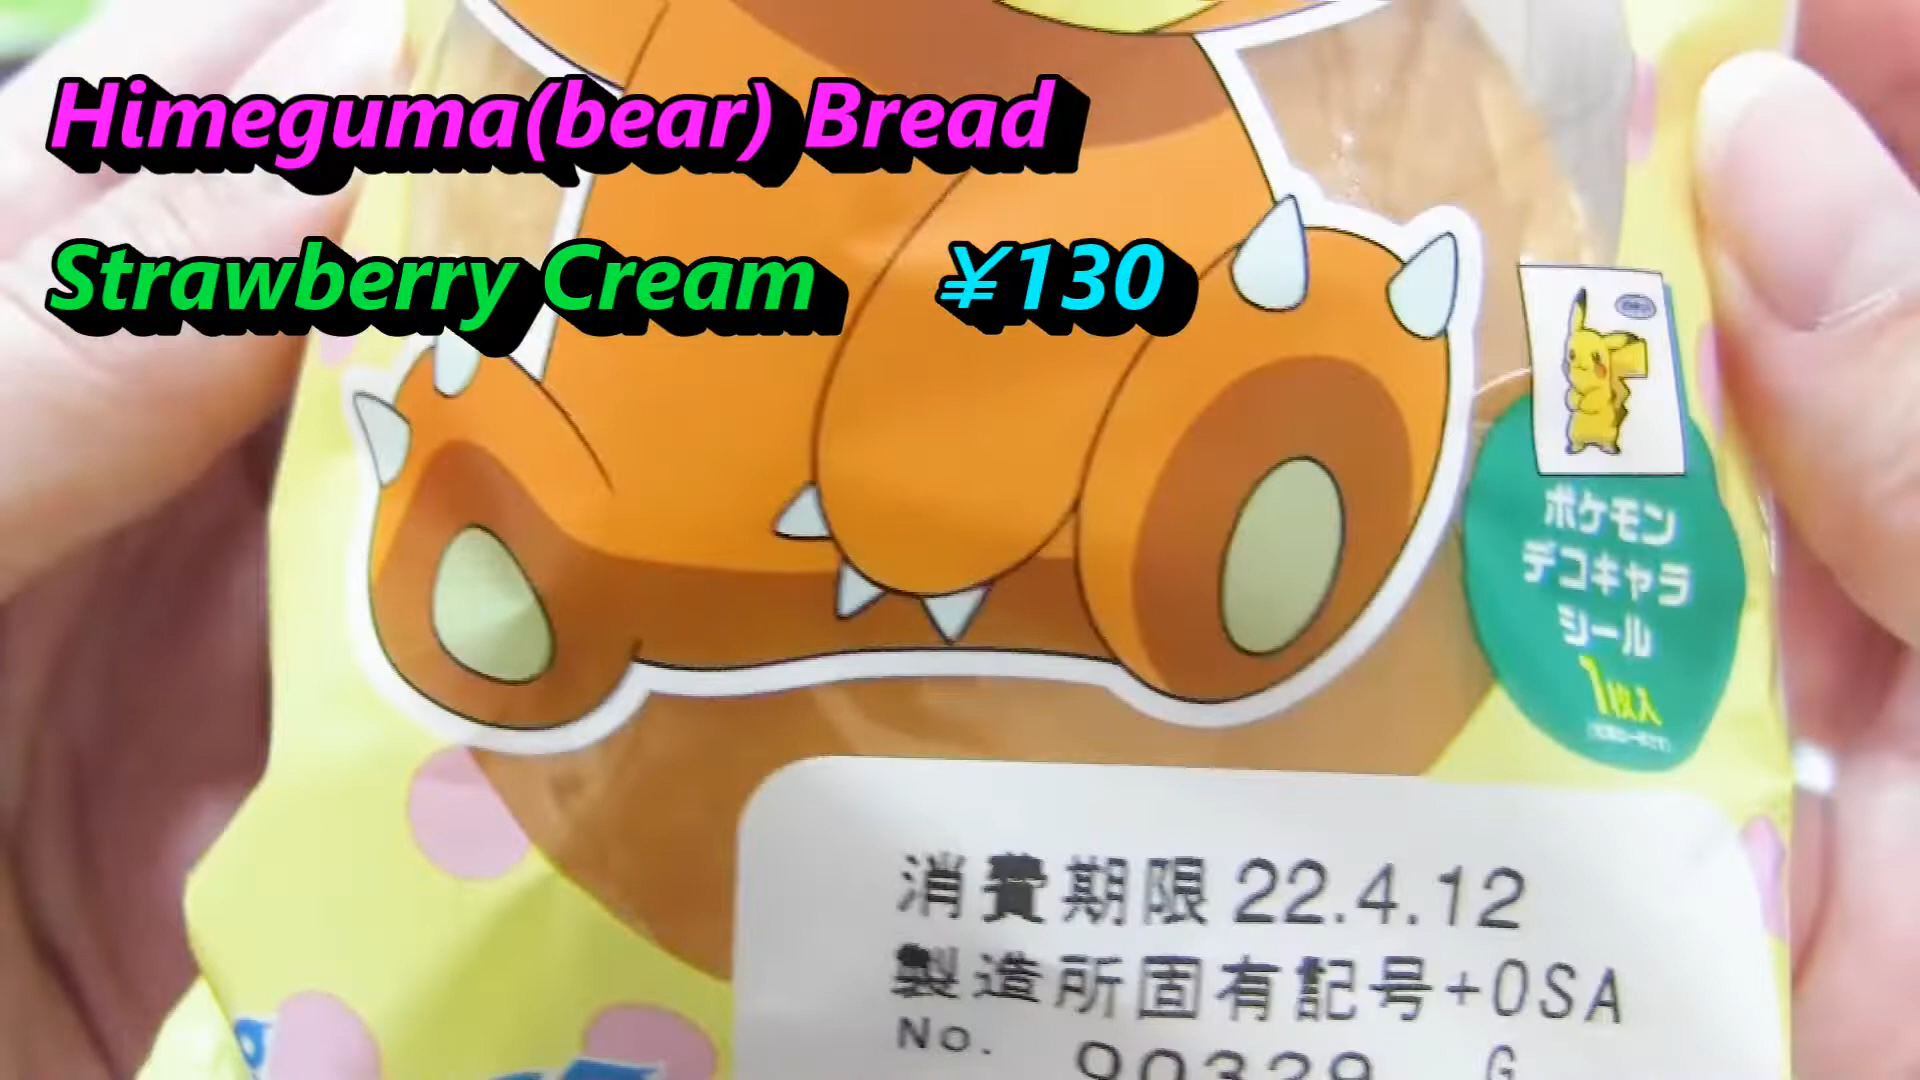 Himeguma(bear) Bread
Strawberry Cream ¥130
ポケモン
デコキャラ
シール
1枚入
消費期限 22.4.12
製造所固有記号+OSA
No. 90329 G